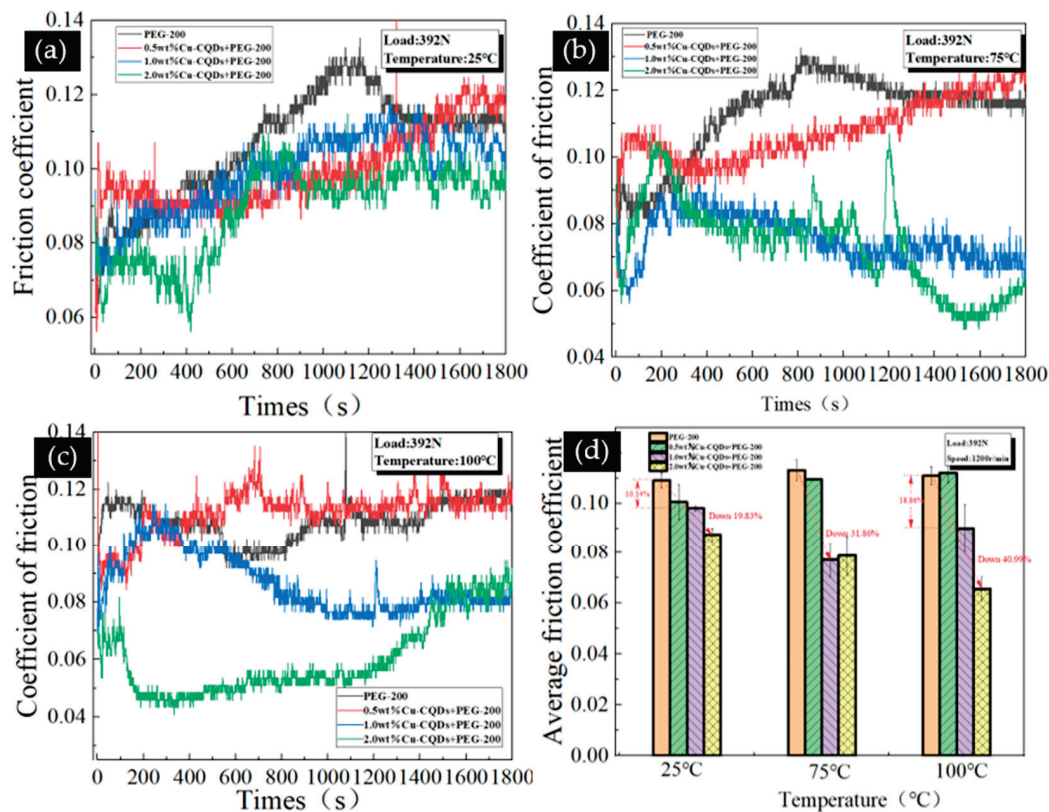 (a)
PEG-200
0.5wt%Cu-CQDs+PEG-200
1.0wt%Cu-CQDs+PEG-200
2.0wt%Cu-CQDs+PEG-200
Load:392N
Temperature:25℃
Friction coefficient
0.14
0.12
0.10
0.08
0.06
0 200 400 600 800 1000 1200 1400 1600 1800
Times（s）
(b)
PEG-200
0.5wt%Cu-CQDs+PEG-200
1.0wt%Cu-CQDs+PEG-200
2.0wt%Cu-CQDs+PEG-200
Load:392N
Temperature:75℃
Coefficient of friction
0.14
0.12
0.10
0.08
0.06
0.04
0 200 400 600 800 1000 1200 1400 1600 1800
Times（s）
(c)
Load:392N
Temperature:100℃
Coefficient of friction
0.14
0.12
0.10
0.08
0.06
0.04
PEG-200
0.5wt%Cu-CQDs+PEG-200
1.0wt%Cu-CQDs+PEG-200
2.0wt%Cu-CQDs+PEG-200
0 200 400 600 800 1000 1200 1400 1600 1800
Times（s）
(d)
PEG-200
0.5wt%Cu-CQDs+PEG-200
1.0wt%Cu-CQDs+PEG-200
2.0wt%Cu-CQDs+PEG-200
Load:392N
Speed:1200r/min
Average friction coefficient
0.10
0.08
0.06
0.04
0.02
0.00
10.14%
Down 19.83%
Down 31.86%
18.86%
Down 40.99%
25℃ 75℃ 100℃
Temperature（℃）